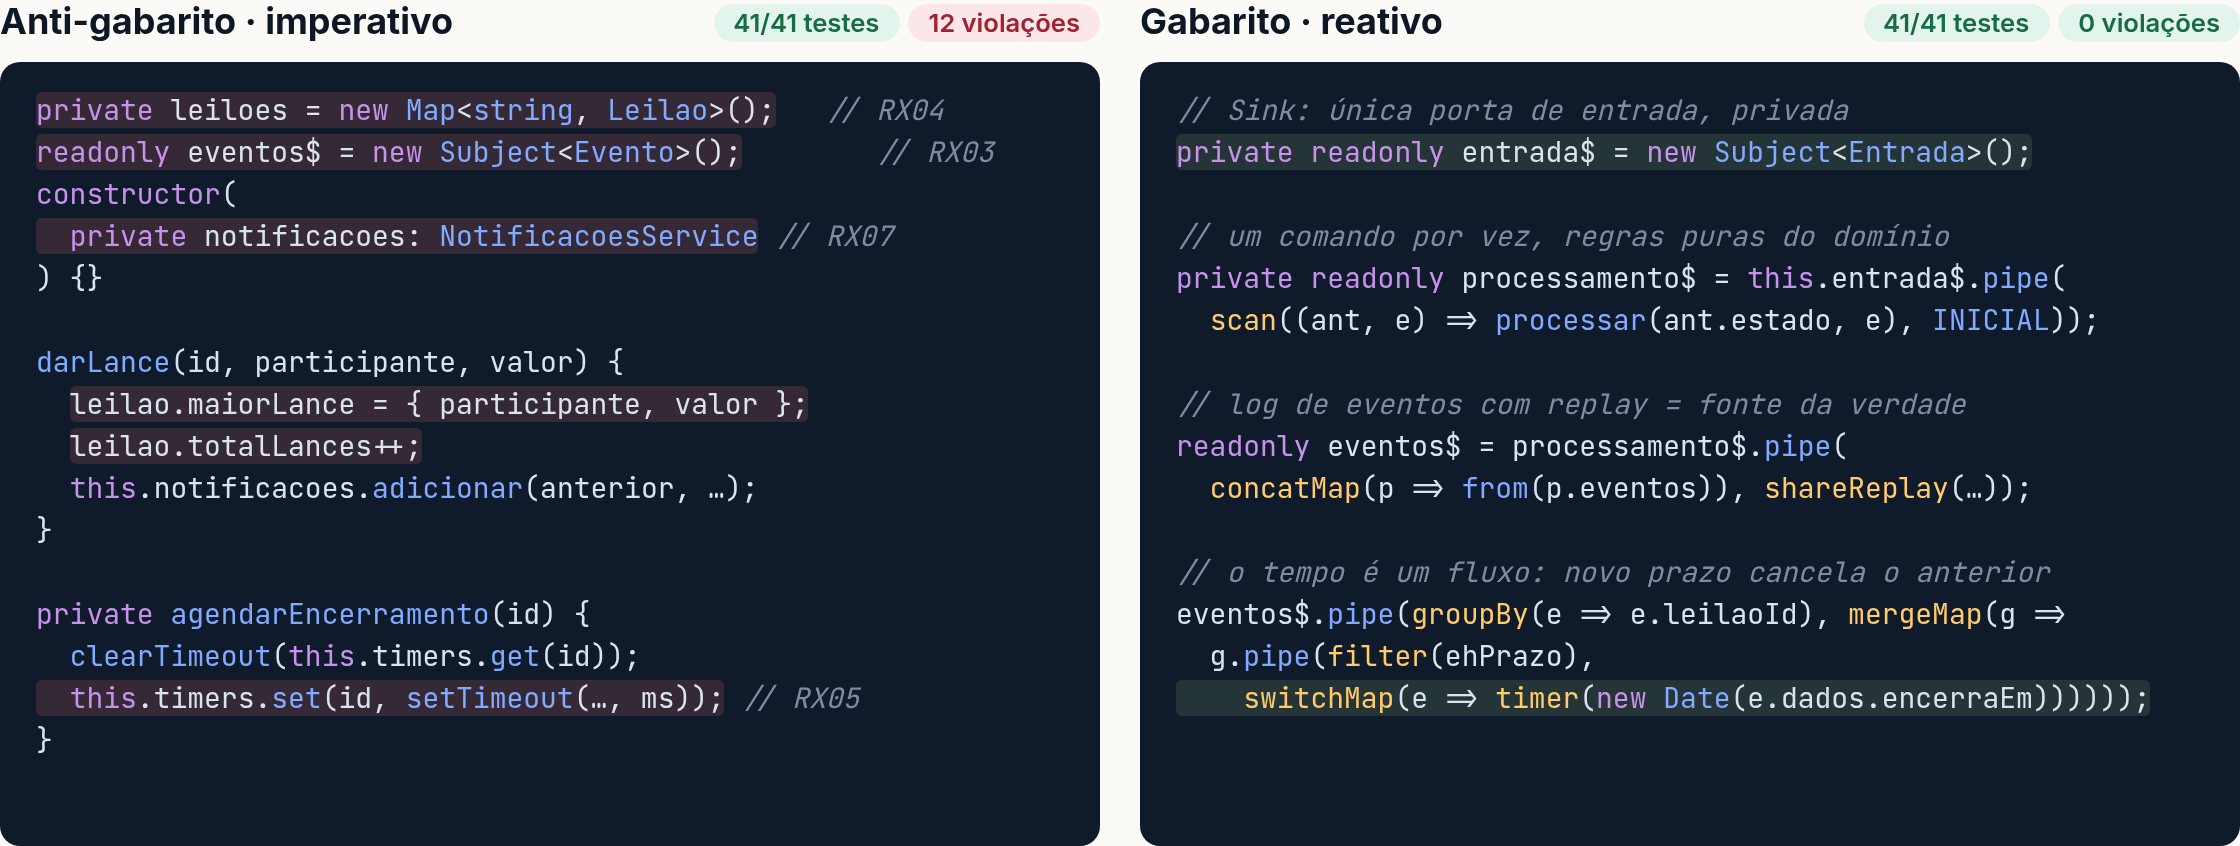 Anti-gabarito · imperativo
41/41 testes
12 violações
private leiloes = new Map<string, Leilao>();   // RX04
readonly eventos$ = new Subject<Evento>();        // RX03
constructor(
  private notificacoes: NotificacoesService // RX07
) {}
darLance(id, participante, valor) {
  leilao.maiorLance = { participante, valor };
  leilao.totalLances++;
  this.notificacoes.adicionar(anterior, …);
}
private agendarEncerramento(id) {
  clearTimeout(this.timers.get(id));
  this.timers.set(id, setTimeout(…, ms)); // RX05
}
Gabarito · reativo
41/41 testes
0 violações
// Sink: única porta de entrada, privada
private readonly entrada$ = new Subject<Entrada>();
// um comando por vez, regras puras do domínio
private readonly processamento$ = this.entrada$.pipe(
  scan((ant, e) => processar(ant.estado, e), INICIAL));
// log de eventos com replay = fonte da verdade
readonly eventos$ = processamento$.pipe(
  concatMap(p => from(p.eventos)), shareReplay(…));
// o tempo é um fluxo: novo prazo cancela o anterior
eventos$.pipe(groupBy(e => e.leilaoId), mergeMap(g =>
  g.pipe(filter(ehPrazo),
    switchMap(e => timer(new Date(e.dados.encerraEm))))));